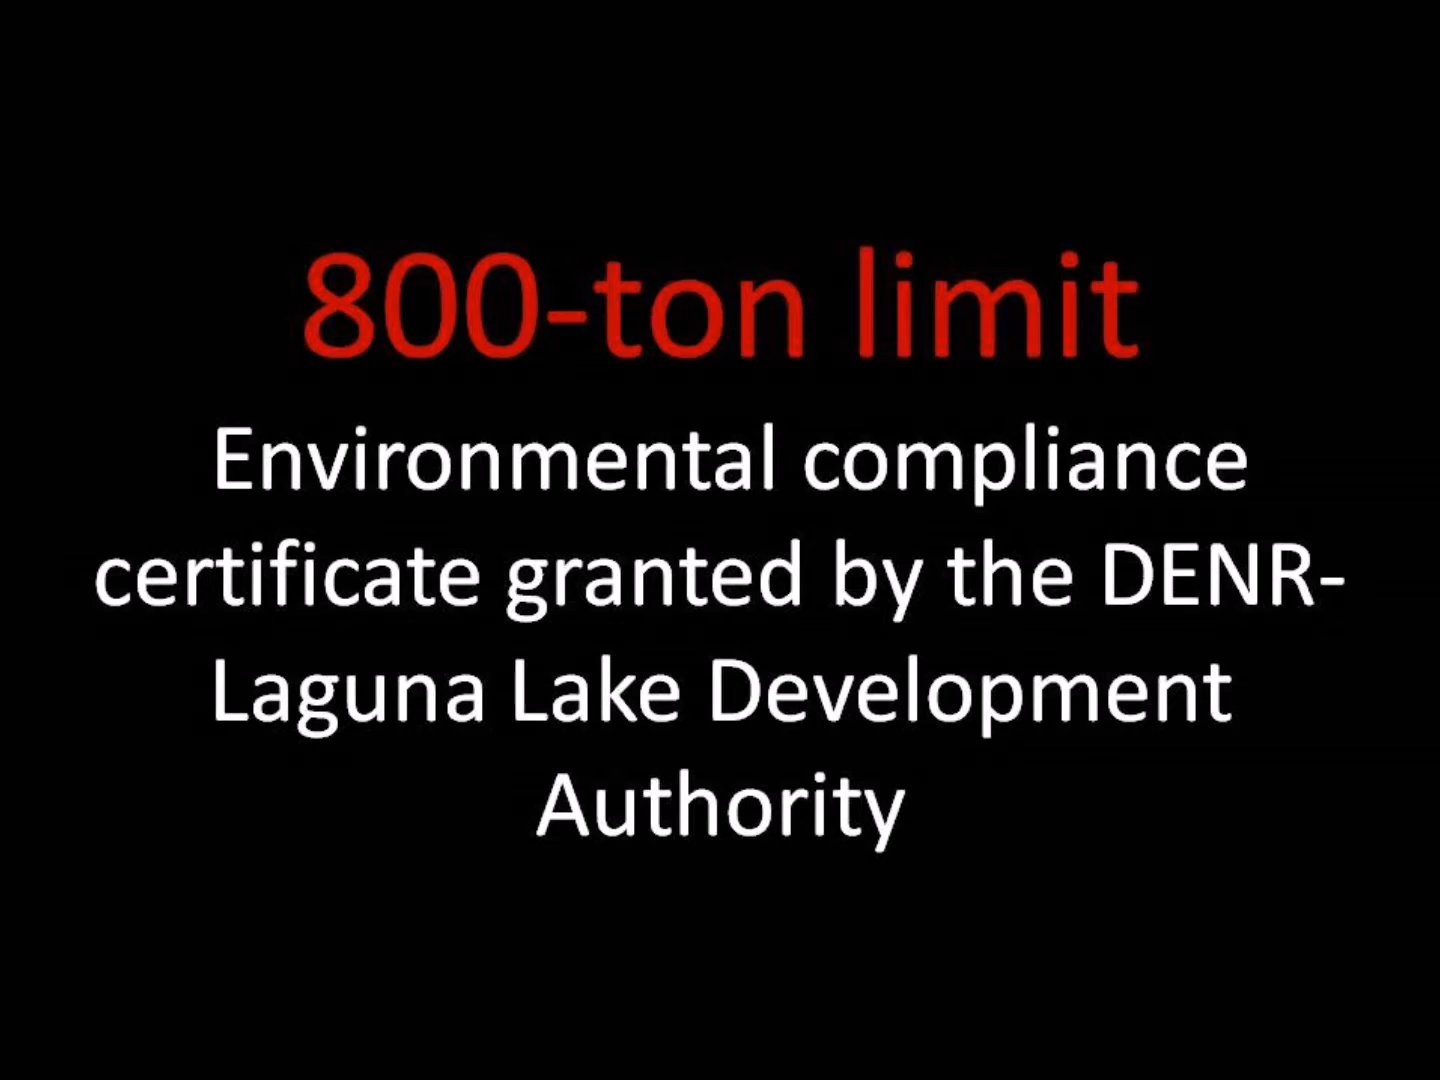 800-ton limit
Environmental compliance
certificate granted by the DENR-
Laguna Lake Development
Authority